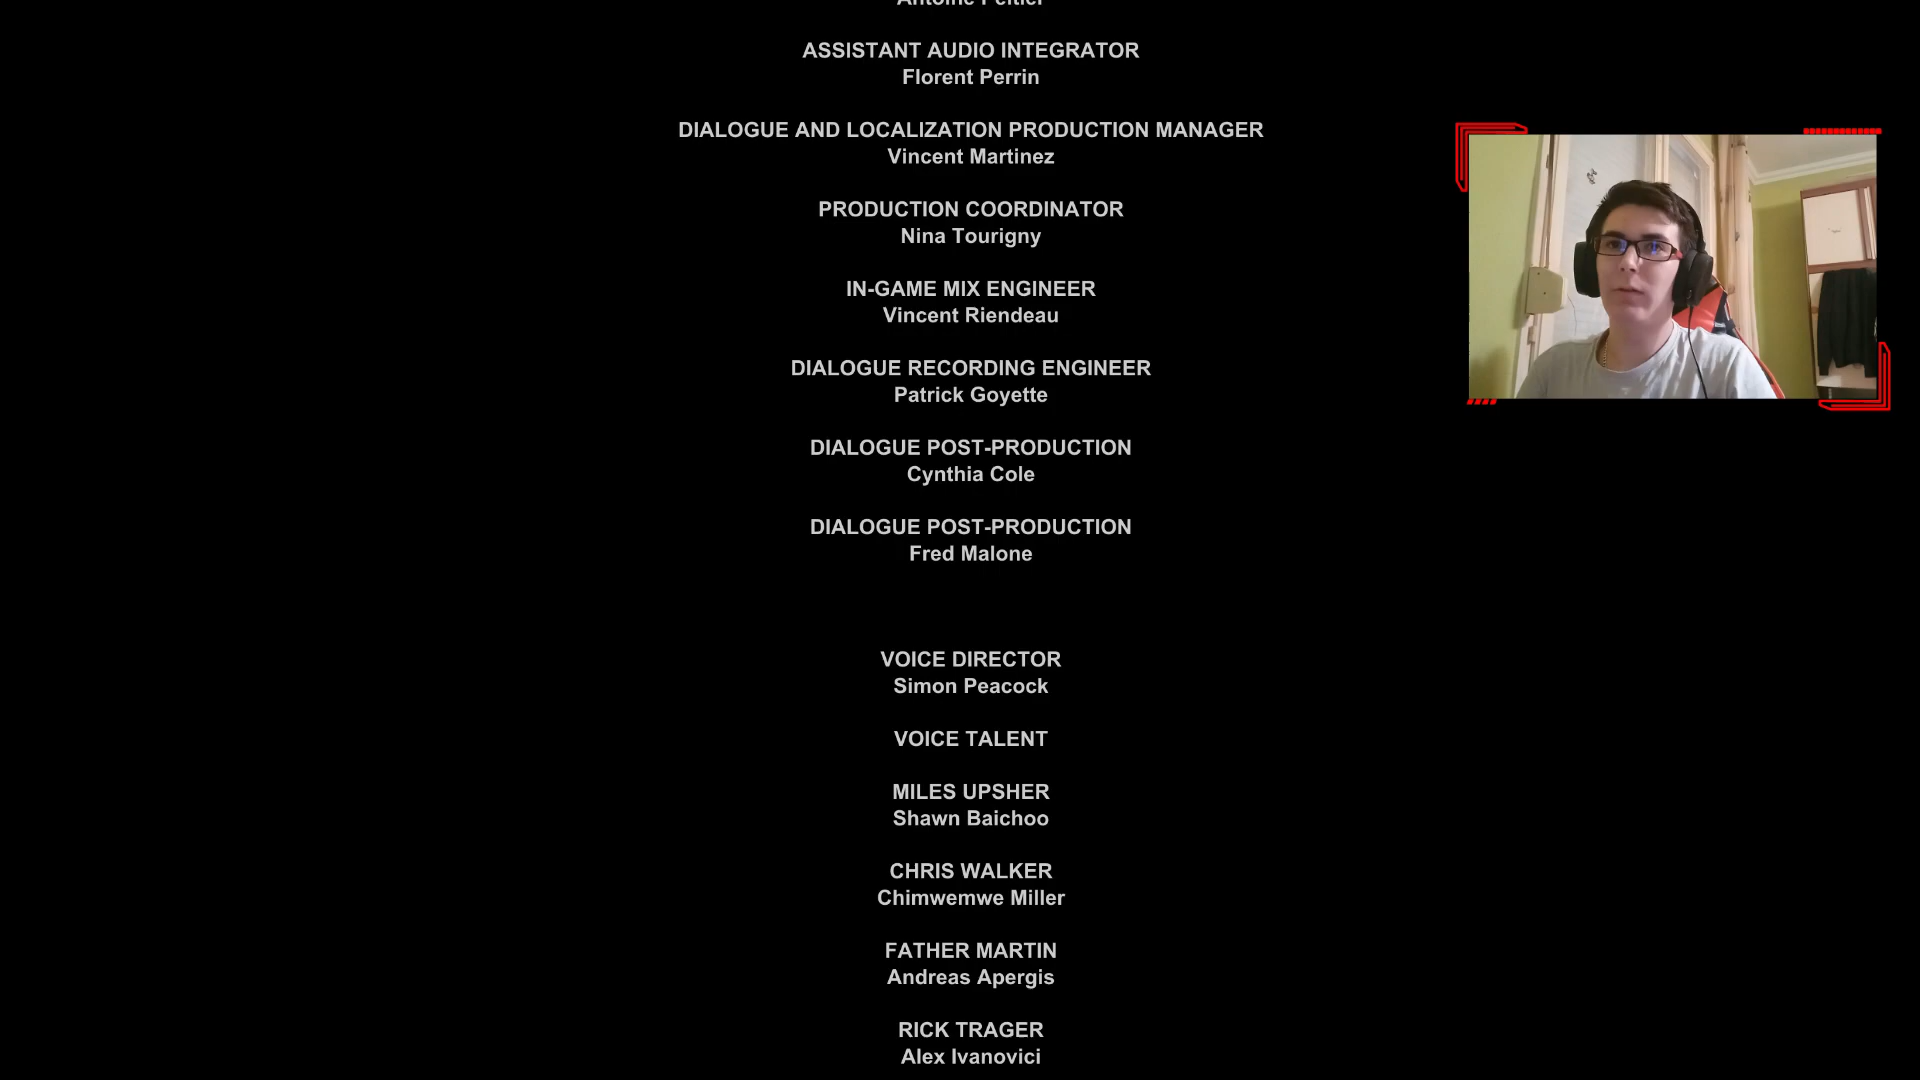 ASSISTANT AUDIO INTEGRATOR
Florent Perrin
DIALOGUE AND LOCALIZATION PRODUCTION MANAGER
Vincent Martinez
PRODUCTION COORDINATOR
Nina Tourigny
IN-GAME MIX ENGINEER
Vincent Riendeau
DIALOGUE RECORDING ENGINEER
Patrick Goyette
DIALOGUE POST-PRODUCTION
Cynthia Cole
DIALOGUE POST-PRODUCTION
Fred Malone
VOICE DIRECTOR
Simon Peacock
VOICE TALENT
MILES UPSHER
Shawn Baichoo
CHRIS WALKER
Chimwemwe Miller
FATHER MARTIN
Andreas Apergis
RICK TRAGER
Alex Ivanovici